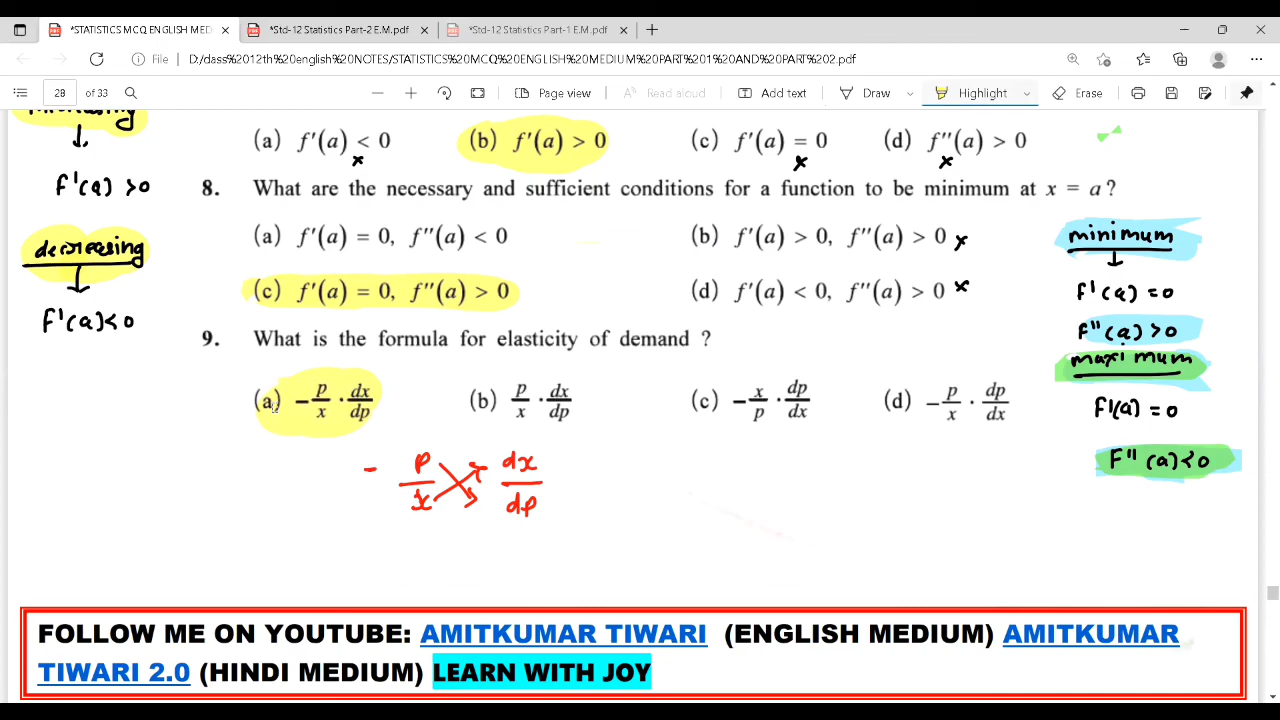 *STATISTICS MCQ ENGLISH MED
*Std-12 Statistics Part-2 E.M.pdf
*Std-12 Statistics Part-1 E.M.pdf
File D:/dass%2012th%20english%20NOTES/STATISTICS%20MCQ%20ENGLISH%20MEDIUM%20PART%201%20AND%20PART%202.pdf
28 of 33 Page view Read aloud Add text Draw Highlight Erase
(a) f′(a) < 0 (b) f′(a) > 0 (c) f′(a) = 0 (d) f″(a) > 0
x x x
f'(a) >0
8. What are the necessary and sufficient conditions for a function to be minimum at x = a?
(a) f′(a) = 0, f″(a) < 0 (b) f′(a) > 0, f″(a) > 0 x
decreasing
minimum
(c) f′(a) = 0, f″(a) > 0 (d) f′(a) < 0, f″(a) > 0 x
f'(a) = 0
f'(a) < 0
f"(a) > 0
9. What is the formula for elasticity of demand ?
maximum
(a) −p/x · dx/dp (b) p/x · dx/dp (c) −x/p · dp/dx (d) −p/x · dp/dx
f'(a) = 0
− p/x dx/dp
F" (a) < 0
FOLLOW ME ON YOUTUBE: AMITKUMAR TIWARI (ENGLISH MEDIUM) AMITKUMAR
TIWARI 2.0 (HINDI MEDIUM) LEARN WITH JOY